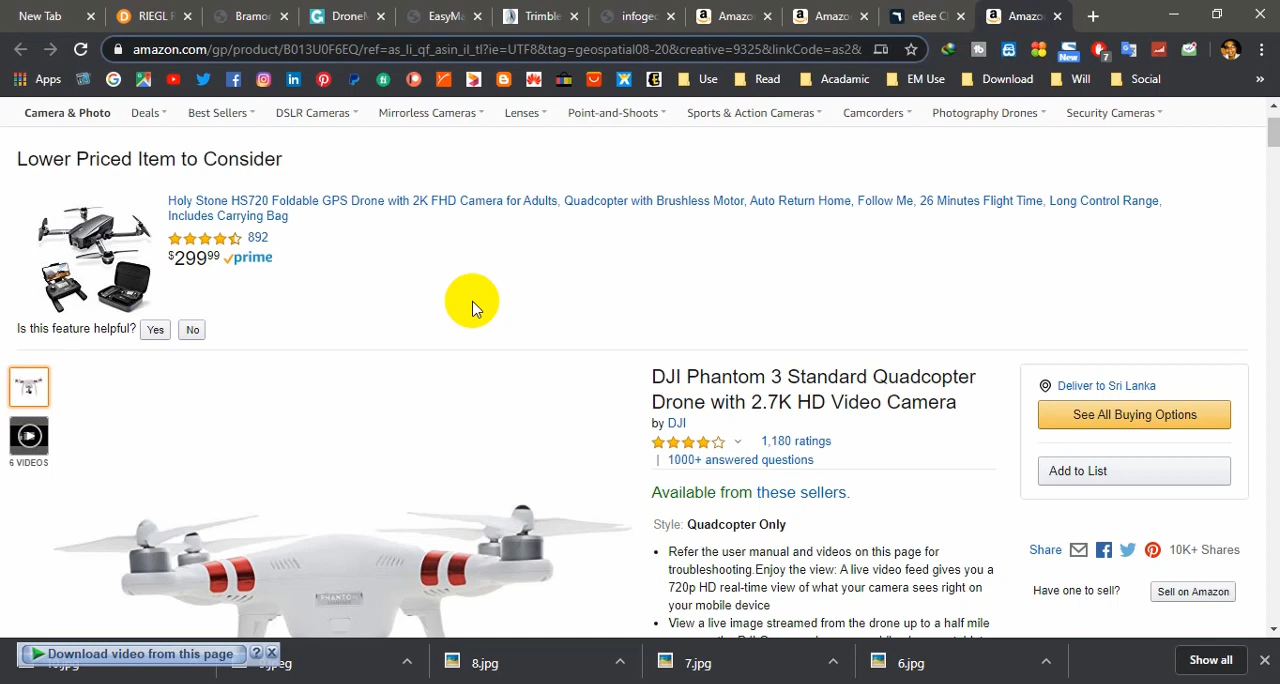 New Tab
RIEGL F
Bramor
DroneM
EasyMa
Trimble
infogec
Amazo
Amazo
eBee Cl
Amazo
amazon.com/gp/product/B013U0F6EQ/ref=as_li_qf_asin_il_tl?ie=UTF8&tag=geospatial08-20&creative=9325&linkCode=as2&
New
7
Apps
Use
Read
Acadamic
EM Use
Download
Will
Social
»
Camera & Photo
Deals
Best Sellers
DSLR Cameras
Mirrorless Cameras
Lenses
Point-and-Shoots
Sports & Action Cameras
Camcorders
Photography Drones
Security Cameras
Lower Priced Item to Consider
Holy Stone HS720 Foldable GPS Drone with 2K FHD Camera for Adults, Quadcopter with Brushless Motor, Auto Return Home, Follow Me, 26 Minutes Flight Time, Long Control Range,
Includes Carrying Bag
892
$299.99 prime
Is this feature helpful? Yes No
6 VIDEOS
PHANTOM
DJI Phantom 3 Standard Quadcopter
Drone with 2.7K HD Video Camera
by DJI
1,180 ratings
| 1000+ answered questions
Available from these sellers.
Style: Quadcopter Only
• Refer the user manual and videos on this page for
troubleshooting.Enjoy the view: A live video feed gives you a
720p HD real-time view of what your camera sees right on
your mobile device
• View a live image streamed from the drone up to a half mile
Deliver to Sri Lanka
See All Buying Options
Add to List
Share
10K+ Shares
Have one to sell?
Sell on Amazon
Download video from this page ? X
8.jpg
7.jpg
6.jpg
Show all